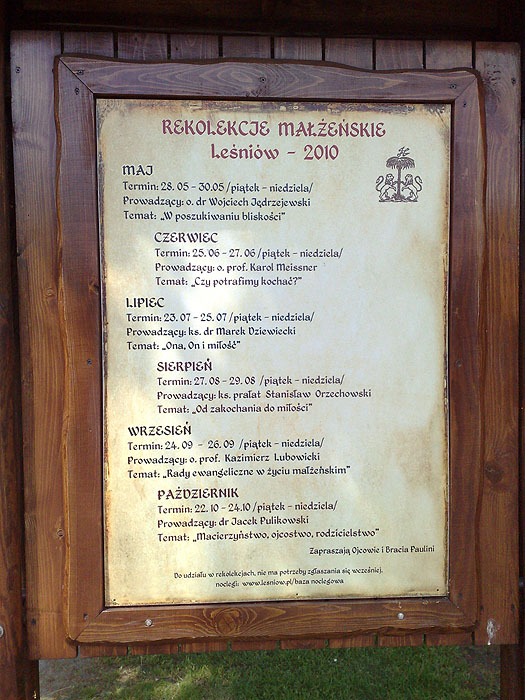 REKOLEKCJE MAŁŻEŃSKIE
Leśniów - 2010
MAJ
Termin: 28.05 - 30.05 /piątek - niedziela/
Prowadzący: o. dr Wojciech Jędrzejewski
Temat: „W poszukiwaniu bliskości”
CZERWIEC
Termin: 25.06 - 27.06 /piątek - niedziela/
Prowadzący: o. prof. Karol Meissner
Temat: „Czy potrafimy kochać?”
LIPIEC
Termin: 23.07 - 25.07 /piątek - niedziela/
Prowadzący: ks. dr Marek Dziewiecki
Temat: „Ona, On i miłość”
SIERPIEŃ
Termin: 27.08 - 29.08 /piątek - niedziela/
Prowadzący: ks. prałat Stanisław Orzechowski
Temat: „Od zakochania do miłości”
WRZESIEŃ
Termin: 24.09 - 26.09 /piątek - niedziela/
Prowadzący: o. prof. Kazimierz Lubowicki
Temat: „Rady ewangeliczne w życiu małżeńskim”
PAŹDZIERNIK
Termin: 22.10 - 24.10 /piątek - niedziela/
Prowadzący: dr Jacek Pulikowski
Temat: „Macierzyństwo, ojcostwo, rodzicielstwo”
Zapraszają Ojcowie i Bracia Paulini
Do udziału w rekolekcjach, nie ma potrzeby zgłaszania się wcześniej.
noclegi: www.lesniow.pl/baza noclegowa